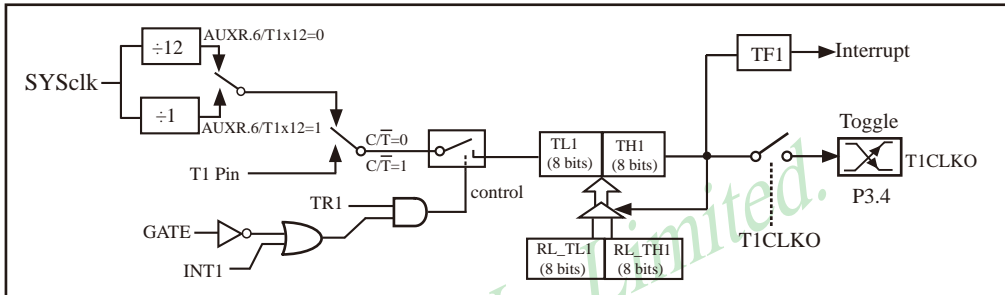 ÷12
AUXR.6/T1x12=0
SYSclk
÷1
AUXR.6/T1x12=1
C/T̅=0
C/T̅=1
T1 Pin
TR1
GATE
INT1
control
TL1
(8 bits)
TH1
(8 bits)
RL_TL1
(8 bits)
RL_TH1
(8 bits)
TF1
Interrupt
Toggle
T1CLKO
P3.4
T1CLKO
Limited.